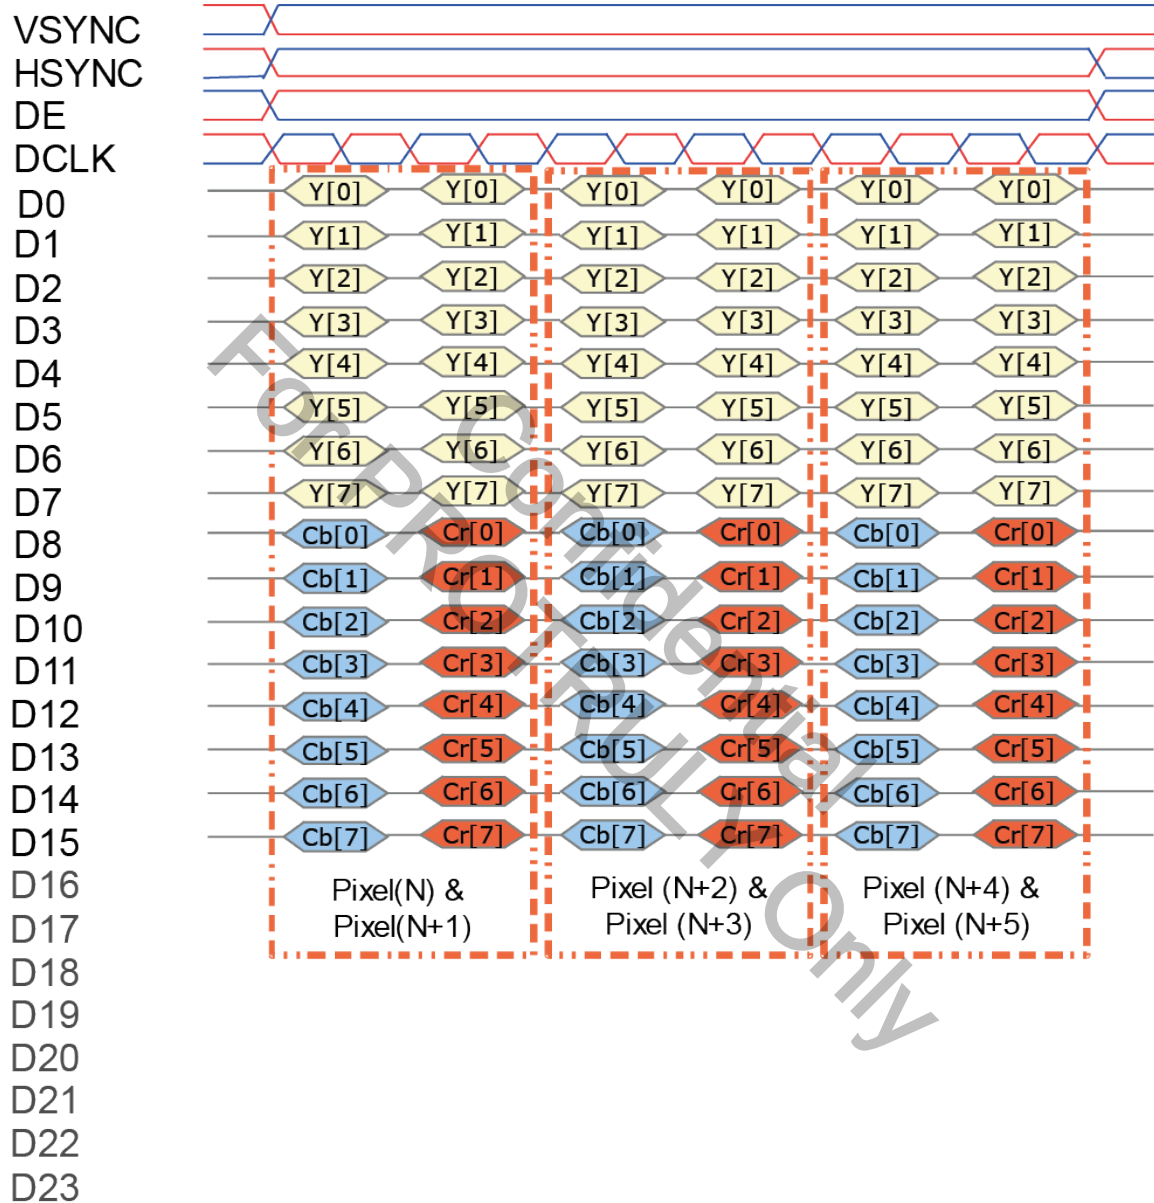 VSYNC
HSYNC
DE
DCLK
D0 Y[0] Y[0] Y[0] Y[0] Y[0] Y[0]
D1 Y[1] Y[1] Y[1] Y[1] Y[1] Y[1]
D2 Y[2] Y[2] Y[2] Y[2] Y[2] Y[2]
D3 Y[3] Y[3] Y[3] Y[3] Y[3] Y[3]
D4 Y[4] Y[4] Y[4] Y[4] Y[4] Y[4]
D5 Y[5] Y[5] Y[5] Y[5] Y[5] Y[5]
D6 Y[6] Y[6] Y[6] Y[6] Y[6] Y[6]
D7 Y[7] Y[7] Y[7] Y[7] Y[7] Y[7]
D8 Cb[0] Cr[0] Cb[0] Cr[0] Cb[0] Cr[0]
D9 Cb[1] Cr[1] Cb[1] Cr[1] Cb[1] Cr[1]
D10 Cb[2] Cr[2] Cb[2] Cr[2] Cb[2] Cr[2]
D11 Cb[3] Cr[3] Cb[3] Cr[3] Cb[3] Cr[3]
D12 Cb[4] Cr[4] Cb[4] Cr[4] Cb[4] Cr[4]
D13 Cb[5] Cr[5] Cb[5] Cr[5] Cb[5] Cr[5]
D14 Cb[6] Cr[6] Cb[6] Cr[6] Cb[6] Cr[6]
D15 Cb[7] Cr[7] Cb[7] Cr[7] Cb[7] Cr[7]
D16 Pixel(N) & Pixel (N+2) & Pixel (N+4) &
D17 Pixel(N+1) Pixel (N+3) Pixel (N+5)
D18
D19
D20
D21
D22
D23
Confidential
For PROTRULY Only